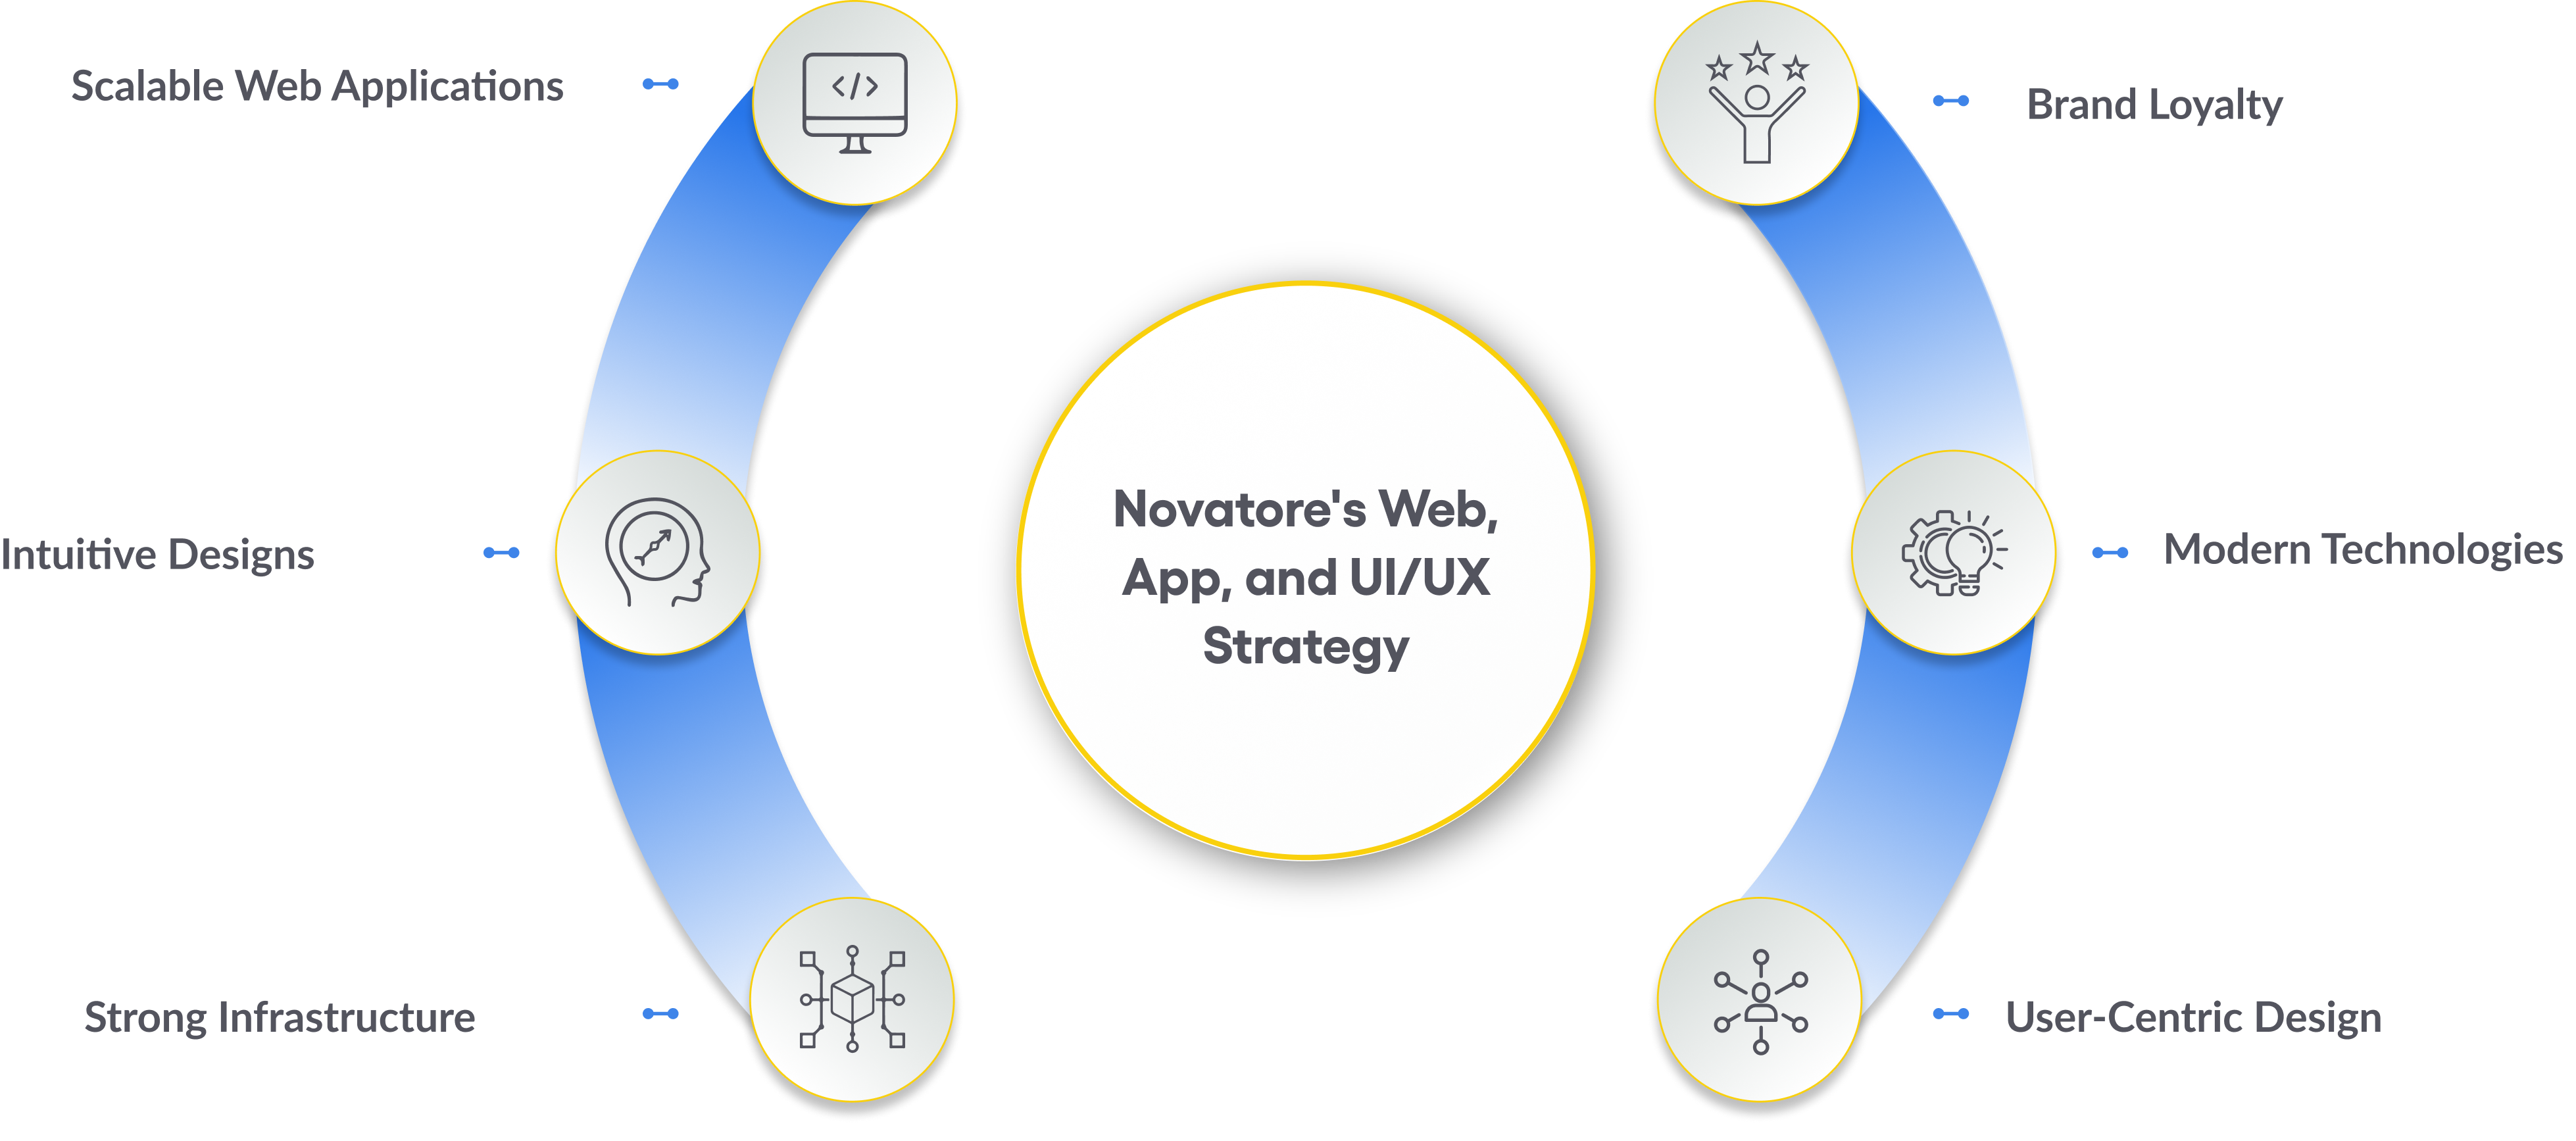 Scalable Web Applications
Brand Loyalty
Novatore's Web,
App, and UI/UX
Strategy
Intuitive Designs
Modern Technologies
Strong Infrastructure
User-Centric Design